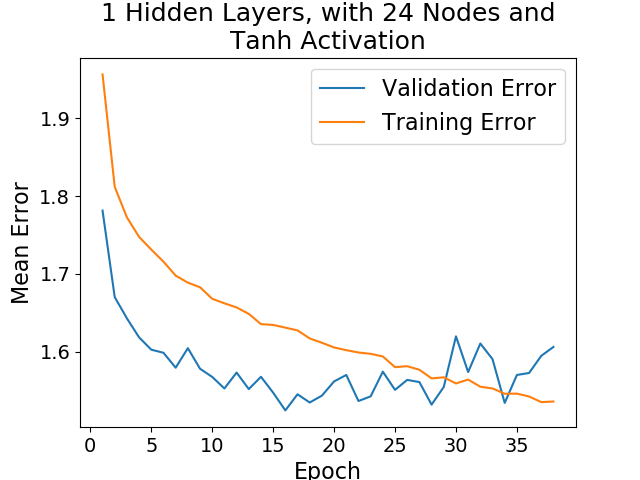 1 Hidden Layers, with 24 Nodes and
Tanh Activation
Validation Error
Training Error
Mean Error
1.9
1.8
1.7
1.6
0 5 10 15 20 25 30 35
Epoch